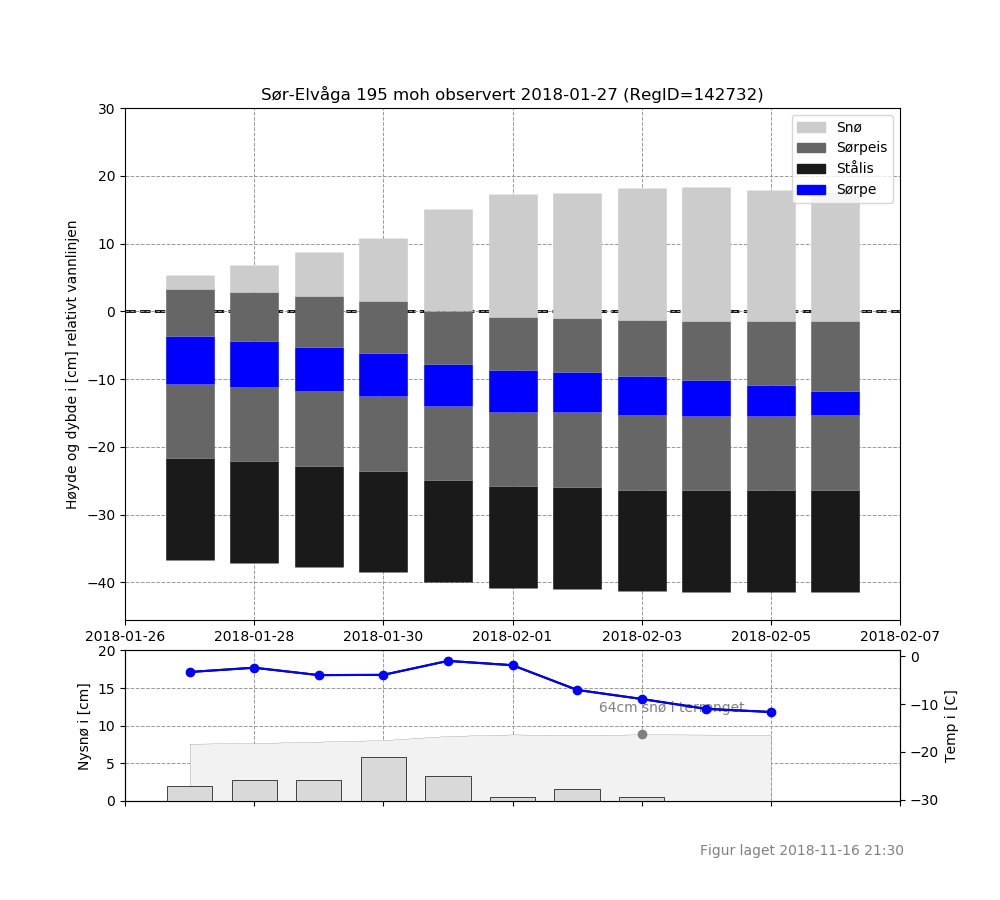 Sør-Elvåga 195 moh observert 2018-01-27 (RegID=142732)
Høyde og dybde i [cm] relativt vannlinjen
30
20
10
0
−10
−20
−30
−40
Snø
Sørpeis
Stålis
Sørpe
2018-01-26
2018-01-28
2018-01-30
2018-02-01
2018-02-03
2018-02-05
2018-02-07
Nysnø i [cm]
20
15
10
5
0
64cm snø i terrenget
0
−10
−20
−30
Temp i [C]
Figur laget 2018-11-16 21:30